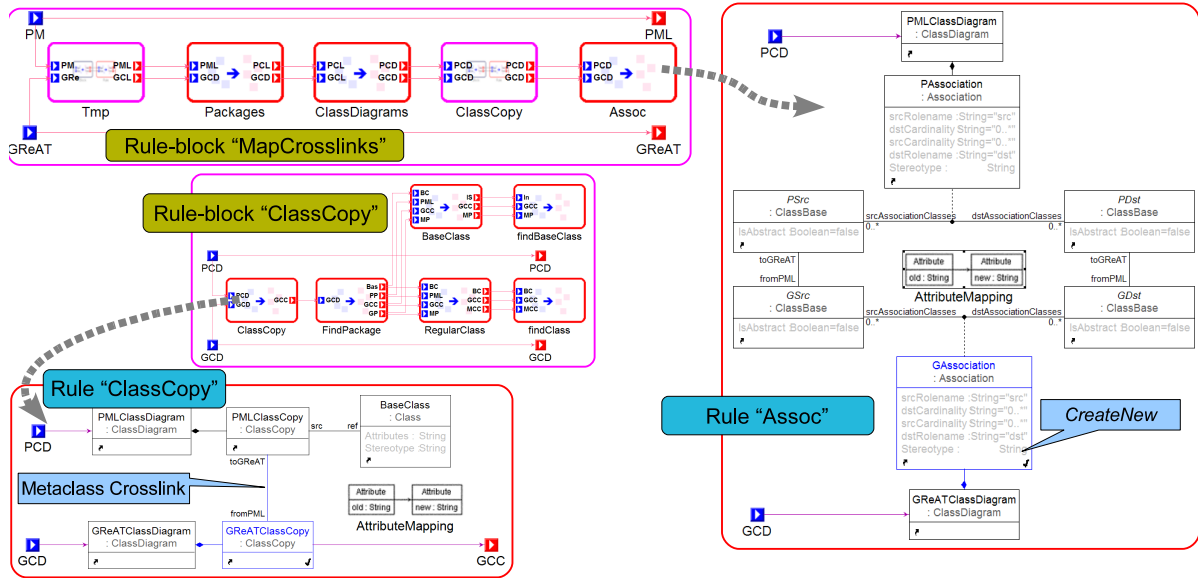 PM
PML
PM
GRe
PML
GCL
Tmp
PML
GCD
PCL
GCD
Packages
PCL
GCL
PCD
GCD
ClassDiagrams
PCD
GCD
PCD
GCD
ClassCopy
PCD
GCD
Assoc
GReAT
Rule-block “MapCrosslinks”
GReAT
Rule-block “ClassCopy”
BC
PML
GCC
MP
IS
GCC
MP
BaseClass
In
GCC
MP
findBaseClass
PCD
PCD
PCD
GCD
GCC
ClassCopy
GCD
Bas
PP
GCC
GP
FindPackage
BC
PML
GCC
MP
BC
GCC
MCC
RegularClass
BC
GCC
MCC
findClass
GCD
GCD
Rule “ClassCopy”
PCD
PMLClassDiagram
: ClassDiagram
PMLClassCopy
: ClassCopy
src
ref
BaseClass
: Class
Attributes : String
Stereotype String
toGReAT
Metaclass Crosslink
fromPML
Attribute
old : String
Attribute
new : String
AttributeMapping
GCD
GReATClassDiagram
: ClassDiagram
GReATClassCopy
: ClassCopy
GCC
PCD
PMLClassDiagram
: ClassDiagram
PAssociation
: Association
srcRolename :String="src"
dstCardinality String="0..*"
srcCardinality String="0..*"
dstRolename :String="dst"
Stereotype : String
PSrc
: ClassBase
IsAbstract Boolean=false
srcAssociationClasses
0..*
dstAssociationClasses
0..*
PDst
: ClassBase
IsAbstract Boolean=false
toGReAT
fromPML
Attribute
old : String
Attribute
new : String
AttributeMapping
toGReAT
fromPML
GSrc
: ClassBase
IsAbstract Boolean=false
srcAssociationClasses
0..*
dstAssociationClasses
0..*
GDst
: ClassBase
IsAbstract Boolean=false
GAssociation
: Association
srcRolename :String="src"
dstCardinality String="0..*"
srcCardinality String="0..*"
dstRolename :String="dst"
Stereotype : String
Rule “Assoc”
CreateNew
GCD
GReATClassDiagram
: ClassDiagram